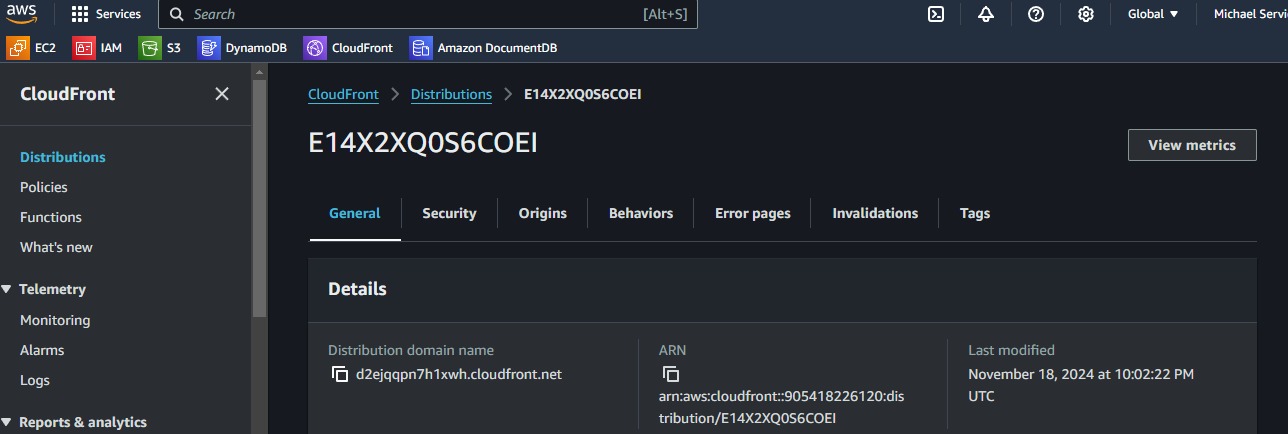 aws Services Search [Alt+S] Global Michael Servi
EC2 IAM S3 DynamoDB CloudFront Amazon DocumentDB
CloudFront
Distributions
Policies
Functions
What's new
Telemetry
Monitoring
Alarms
Logs
Reports & analytics
CloudFront Distributions E14X2XQ0S6COEI
E14X2XQ0S6COEI
View metrics
General Security Origins Behaviors Error pages Invalidations Tags
Details
Distribution domain name
d2ejqqpn7h1xwh.cloudfront.net
ARN
arn:aws:cloudfront::905418226120:dis
tribution/E14X2XQ0S6COEI
Last modified
November 18, 2024 at 10:02:22 PM
UTC